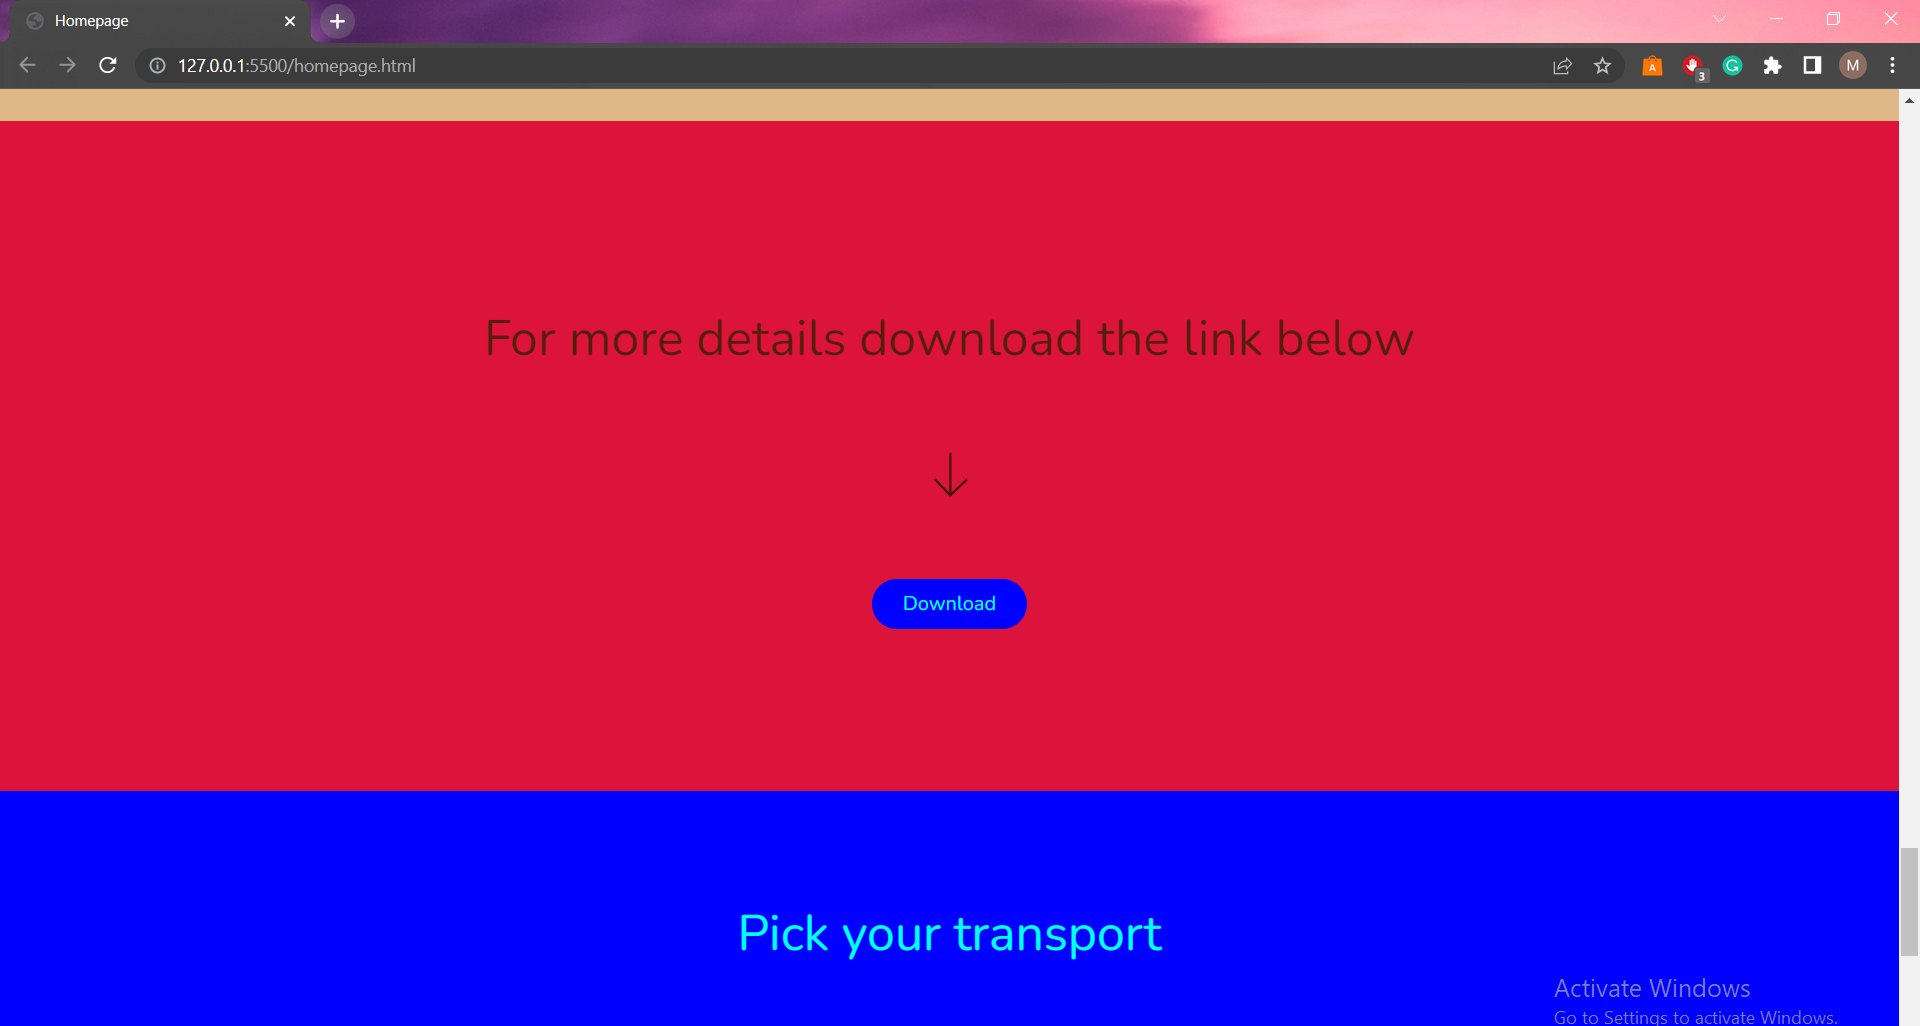 Homepage
127.0.0.1:5500/homepage.html
A
3
G
M
For more details download the link below
Download
Pick your transport
Activate Windows
Go to Settings to activate Windows.